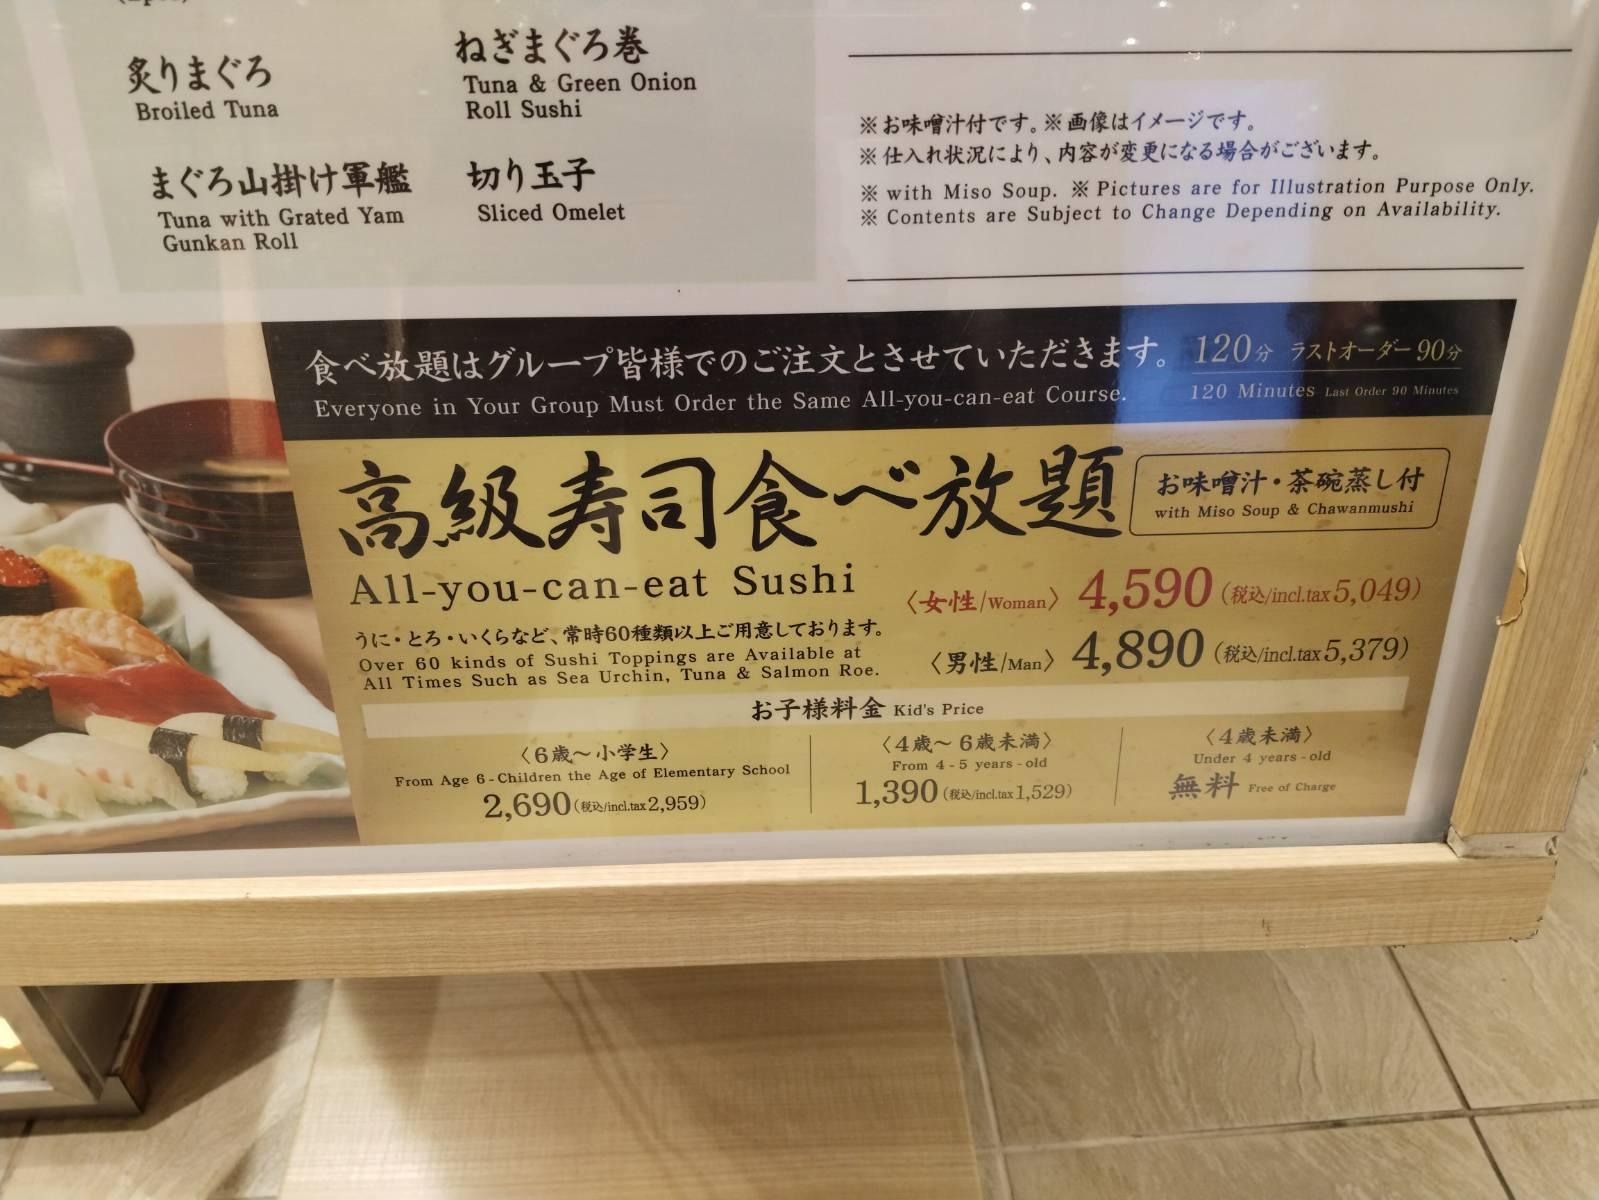 炙りまぐろ
Broiled Tuna
まぐろ山掛け軍艦
Tuna with Grated Yam
Gunkan Roll
ねぎまぐろ巻
Tuna & Green Onion
Roll Sushi
切り玉子
Sliced Omelet
※お味噌汁付です。※画像はイメージです。
※仕入れ状況により、内容が変更になる場合がございます。
※ with Miso Soup. ※ Pictures are for Illustration Purpose Only.
※ Contents are Subject to Change Depending on Availability.
食べ放題はグループ皆様でのご注文とさせていただきます。
Everyone in Your Group Must Order the Same All-you-can-eat Course.
120分 ラストオーダー90分
120 Minutes Last Order 90 Minutes
高級寿司食べ放題
お味噌汁・茶碗蒸し付
with Miso Soup & Chawanmushi
All-you-can-eat Sushi
うに・とろ・いくらなど、常時60種類以上ご用意しております。
Over 60 kinds of Sushi Toppings are Available at
All Times Such as Sea Urchin, Tuna & Salmon Roe.
〈女性/Woman〉 4,590(税込/incl.tax5,049)
〈男性/Man〉 4,890(税込/incl.tax5,379)
お子様料金 Kid's Price
〈6歳～小学生〉
From Age 6-Children the Age of Elementary School
2,690(税込/incl.tax2,959)
〈4歳～6歳未満〉
From 4-5 years-old
1,390(税込/incl.tax1,529)
〈4歳未満〉
Under 4 years-old
無料 Free of Charge